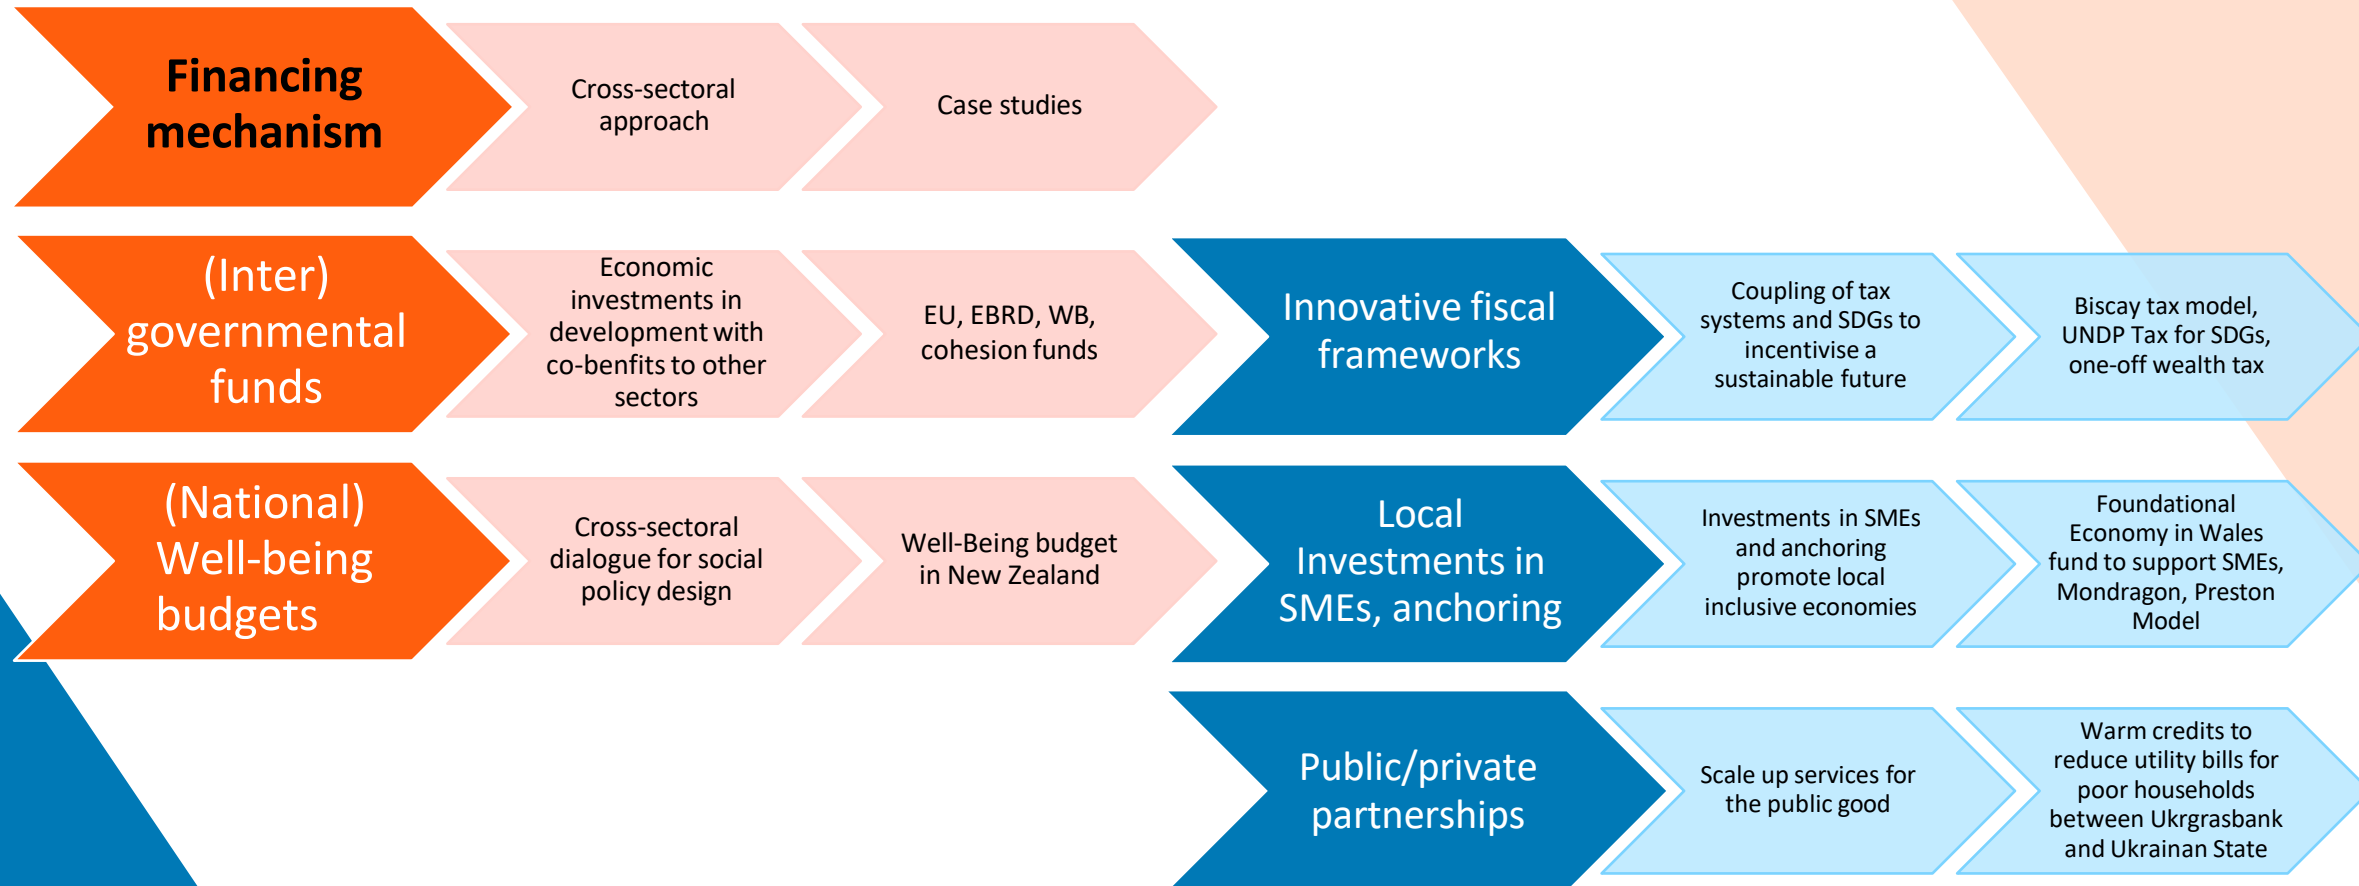 Financing
mechanism
Cross-sectoral
approach
Case studies
(Inter)
governmental
funds
Economic
investments in
development with
co-benfits to other
sectors
EU, EBRD, WB,
cohesion funds
(National)
Well-being
budgets
Cross-sectoral
dialogue for social
policy design
Well-Being budget
in New Zealand
Innovative fiscal
frameworks
Coupling of tax
systems and SDGs to
incentivise a
sustainable future
Biscay tax model,
UNDP Tax for SDGs,
one-off wealth tax
Local
Investments in
SMEs, anchoring
Investments in SMEs
and anchoring
promote local
inclusive economies
Foundational
Economy in Wales
fund to support SMEs,
Mondragon, Preston
Model
Public/private
partnerships
Scale up services for
the public good
Warm credits to
reduce utility bills for
poor households
between Ukrgrasbank
and Ukrainan State